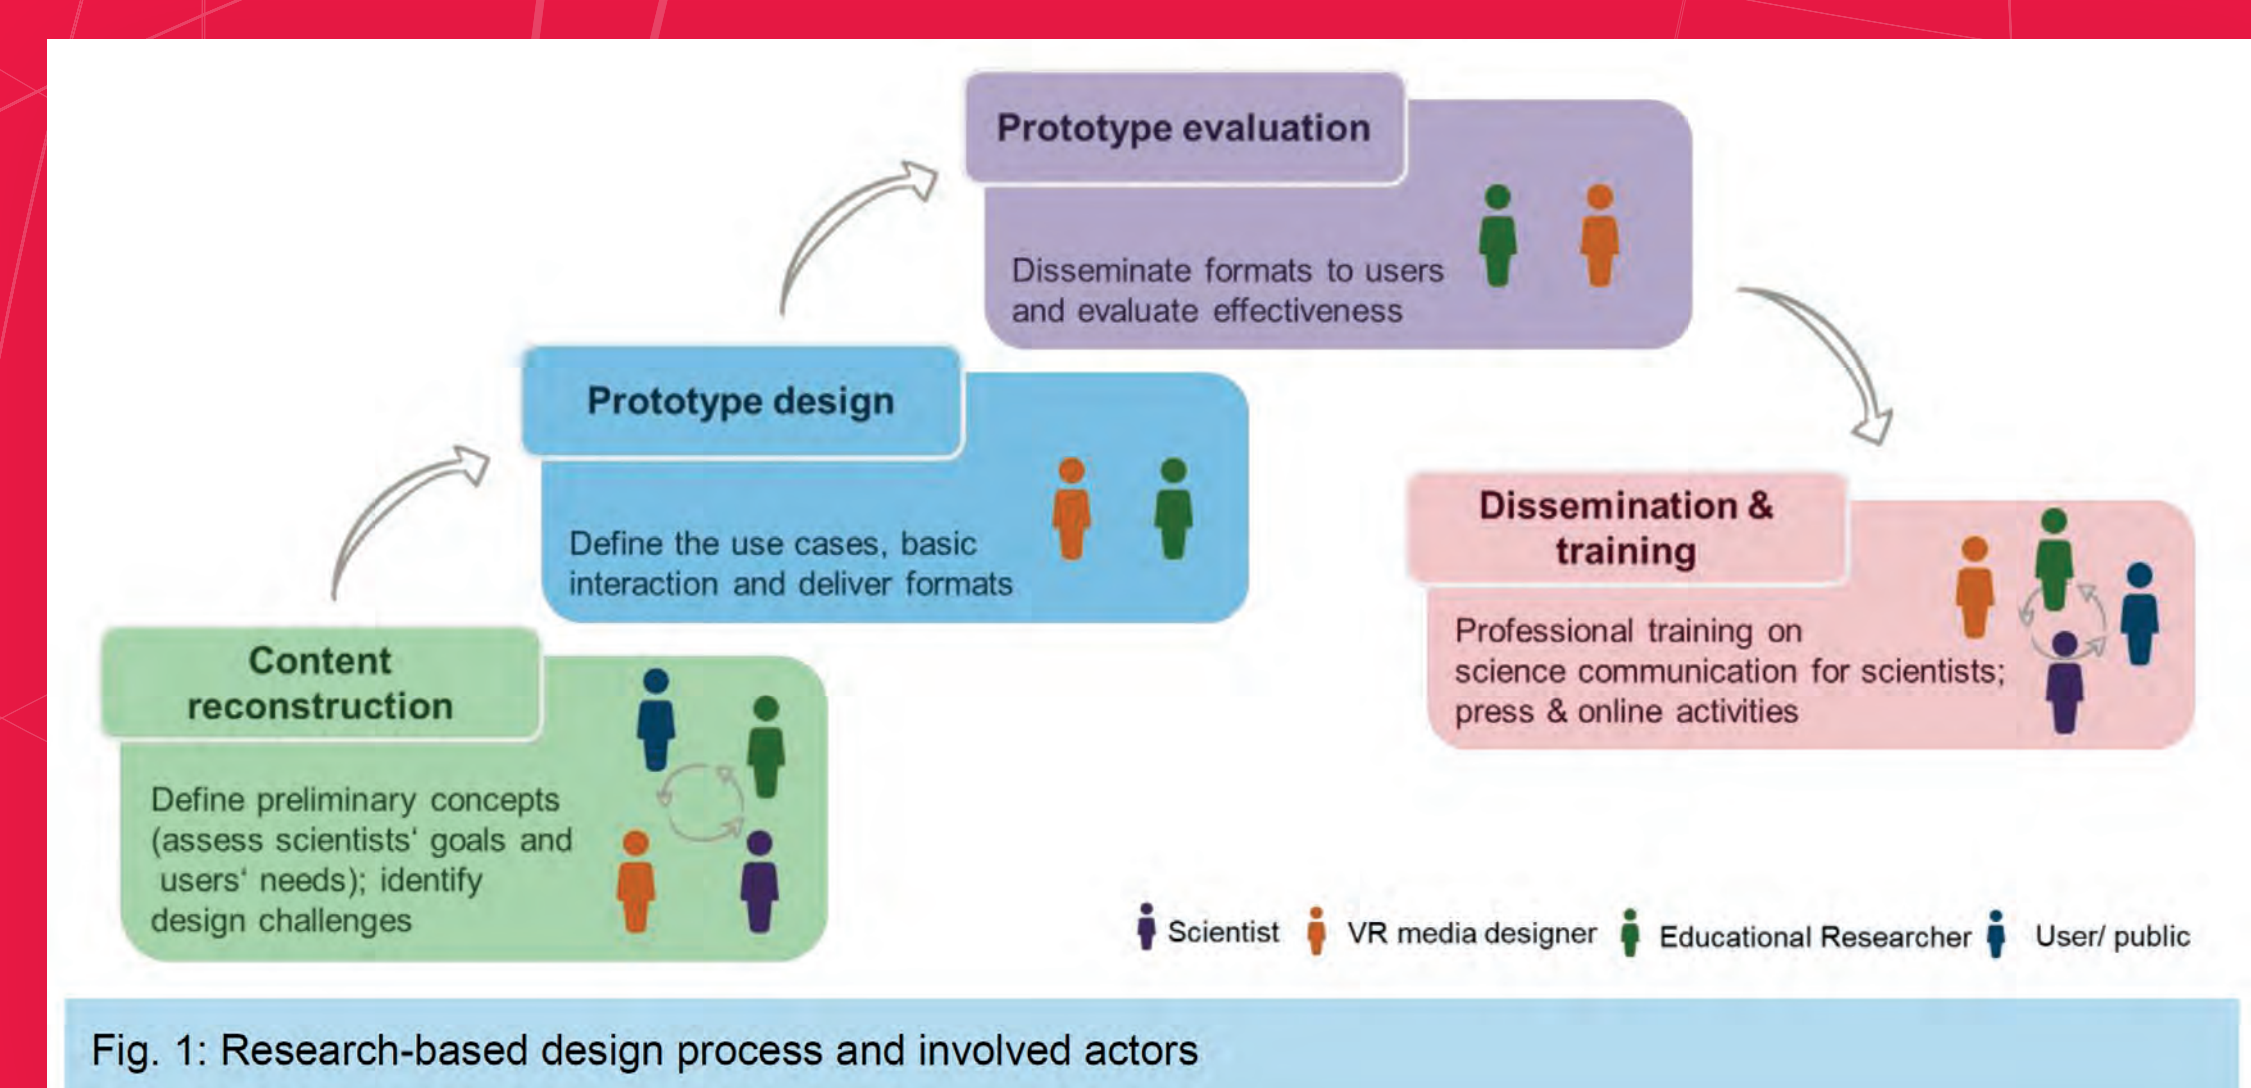 Prototype evaluation
Disseminate formats to users
and evaluate effectiveness
Prototype design
Define the use cases, basic
interaction and deliver formats
Content
reconstruction
Define preliminary concepts
(assess scientists‘ goals and
users‘ needs); identify
design challenges
Dissemination &
training
Professional training on
science communication for scientists;
press & online activities
Scientist
VR media designer
Educational Researcher
User/ public
Fig. 1: Research-based design process and involved actors